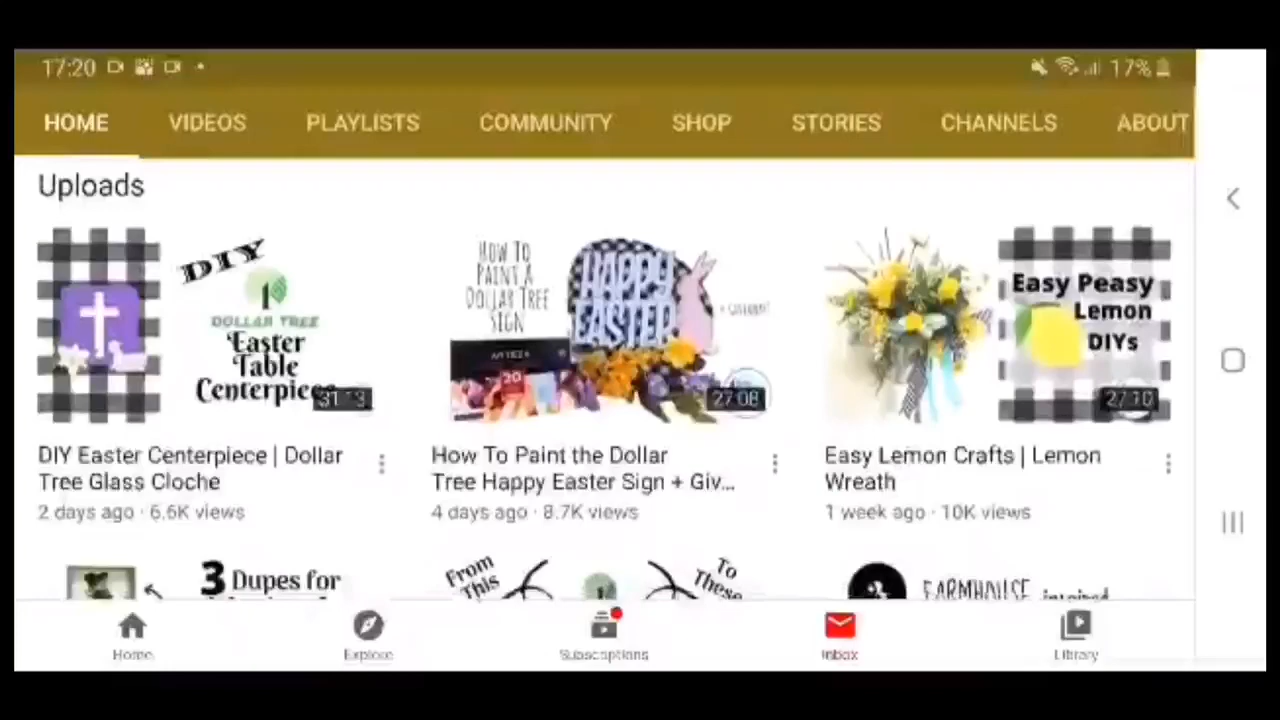 17:20
17%
HOME VIDEOS PLAYLISTS COMMUNITY SHOP STORIES CHANNELS ABOUT
Uploads
DIY
DOLLAR TREE
Easter
Table
Centerpiece
HOW TO
PAINT A
DOLLAR TREE
SIGN
HAPPY
EASTER
27:08
Easy Peasy
Lemon
DIYs
27:10
DIY Easter Centerpiece | Dollar
Tree Glass Cloche
2 days ago · 6.6K views
How To Paint the Dollar
Tree Happy Easter Sign + Giv...
4 days ago · 8.7K views
Easy Lemon Crafts | Lemon
Wreath
1 week ago · 10K views
3 Dupes for
From
This
To
These
FARMHOUSE inspired
Home Explore Subscriptions Inbox Library